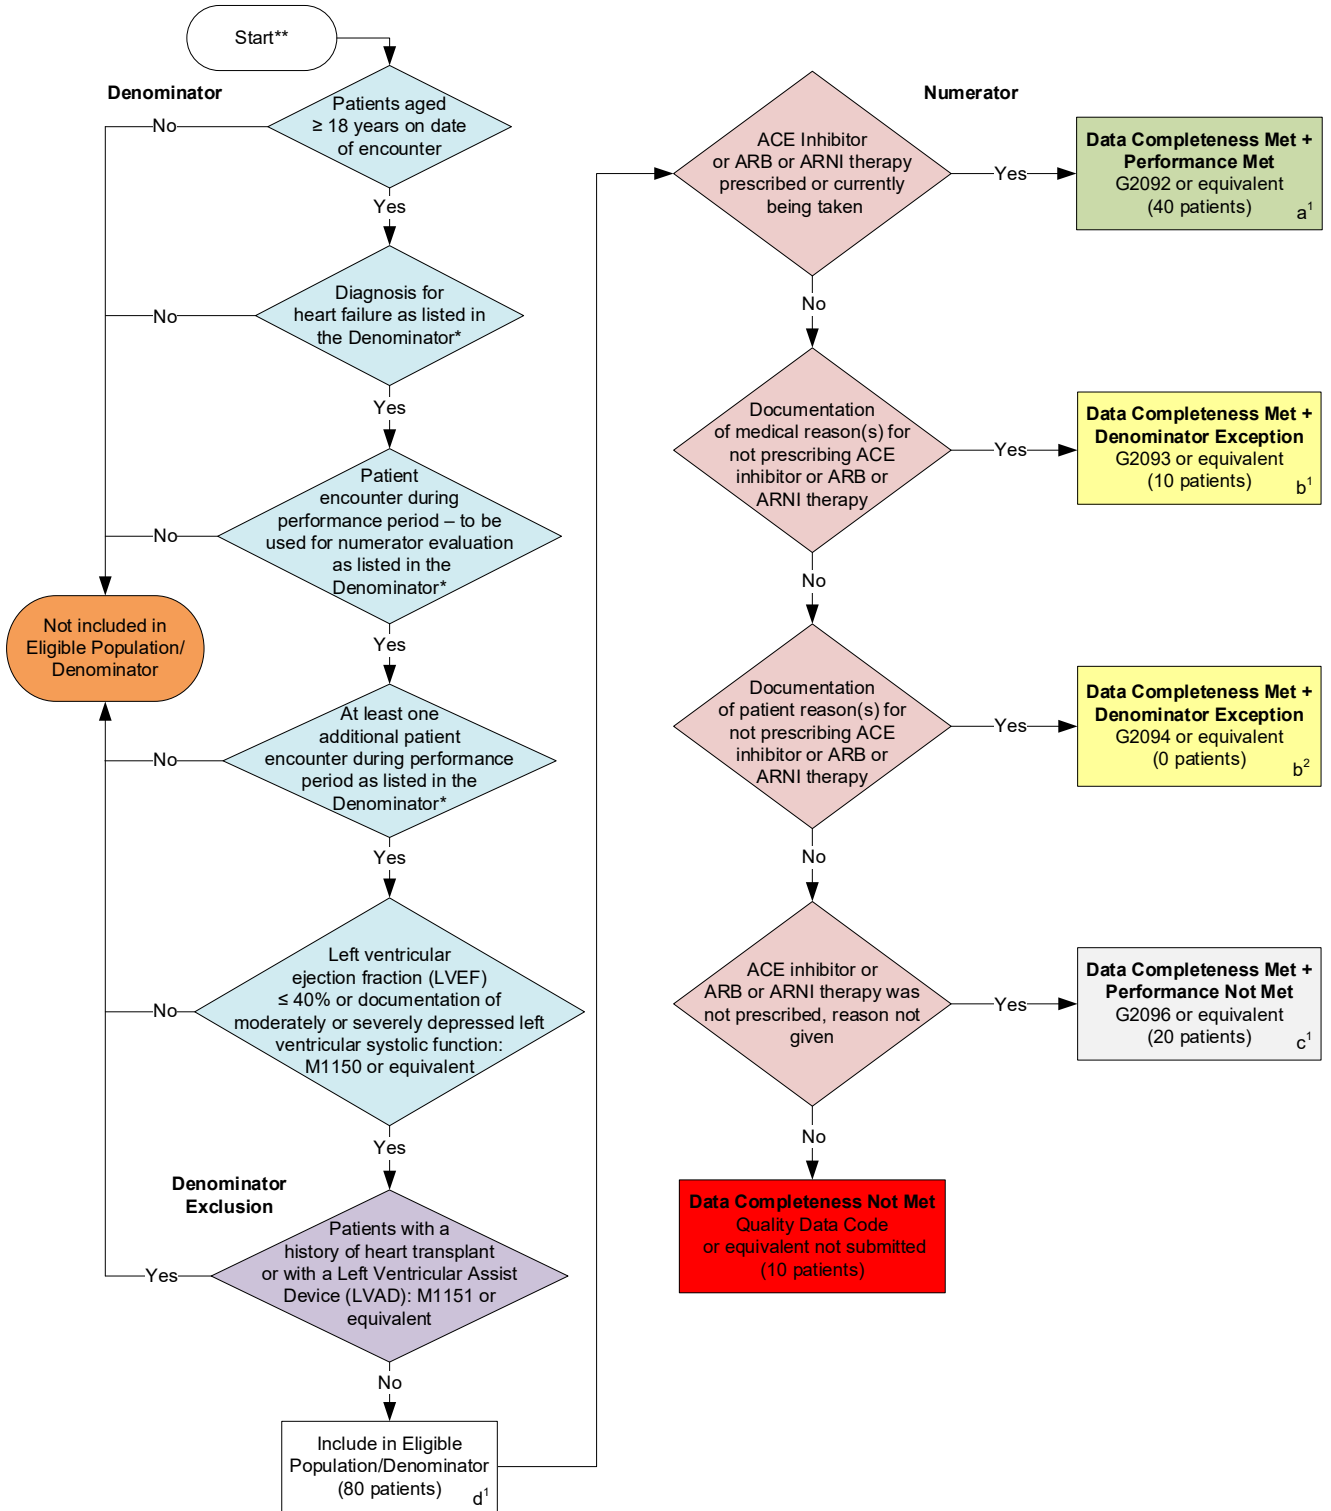 Start**
Denominator
Patients aged
≥ 18 years on date
of encounter
No
Yes
Diagnosis for
heart failure as listed in
the Denominator*
No
Yes
Patient
encounter during
performance period – to be
used for numerator evaluation
as listed in the
Denominator*
No
Yes
Not included in
Eligible Population/
Denominator
At least one
additional patient
encounter during performance
period as listed in the
Denominator*
No
Yes
Left ventricular
ejection fraction (LVEF)
≤ 40% or documentation of
moderately or severely depressed left
ventricular systolic function:
M1150 or equivalent
No
Yes
Denominator
Exclusion
Patients with a
history of heart transplant
or with a Left Ventricular Assist
Device (LVAD): M1151 or
equivalent
Yes
No
Include in Eligible
Population/Denominator
(80 patients)
d¹
Numerator
ACE Inhibitor
or ARB or ARNI therapy
prescribed or currently
being taken
Yes
Data Completeness Met +
Performance Met
G2092 or equivalent
(40 patients)
a¹
No
Documentation
of medical reason(s) for
not prescribing ACE
inhibitor or ARB or
ARNI therapy
Yes
Data Completeness Met +
Denominator Exception
G2093 or equivalent
(10 patients)
b¹
No
Documentation
of patient reason(s) for
not prescribing ACE
inhibitor or ARB or
ARNI therapy
Yes
Data Completeness Met +
Denominator Exception
G2094 or equivalent
(0 patients)
b²
No
ACE inhibitor or
ARB or ARNI therapy was
not prescribed, reason not
given
Yes
Data Completeness Met +
Performance Not Met
G2096 or equivalent
(20 patients)
c¹
No
Data Completeness Not Met
Quality Data Code
or equivalent not submitted
(10 patients)